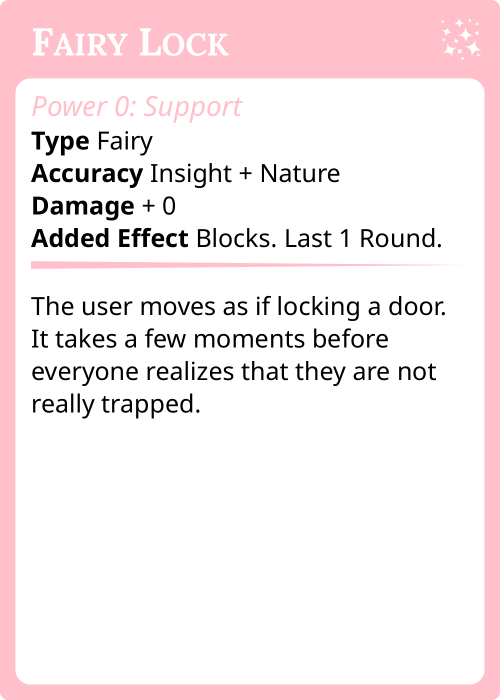 Fairy Lock
Power 0: Support
Type Fairy
Accuracy Insight + Nature
Damage + 0
Added Effect Blocks. Last 1 Round.
The user moves as if locking a door.
It takes a few moments before
everyone realizes that they are not
really trapped.